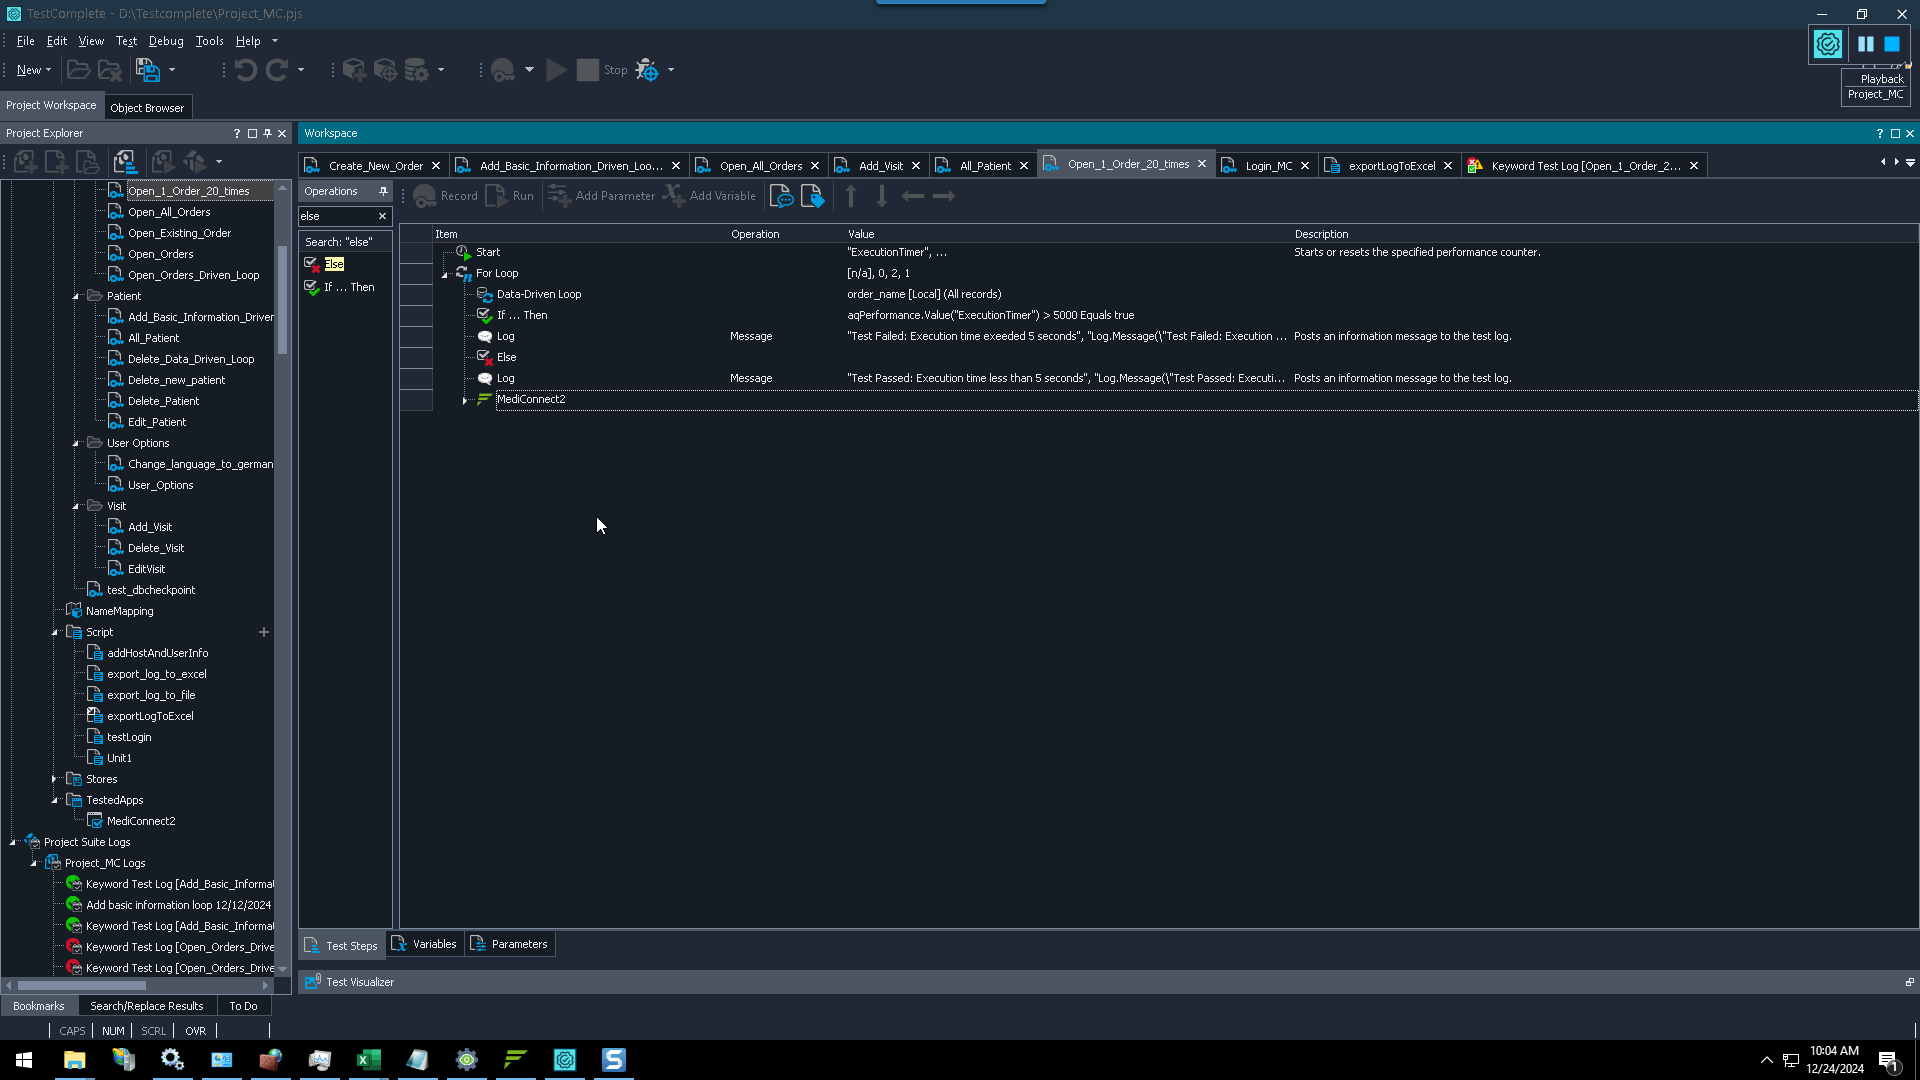 TestComplete - D:\Testcomplete\Project_MC.pjs
File Edit View Test Debug Tools Help
New Stop
Playback
Project_MC
Project Workspace Object Browser
Project Explorer ?
Workspace ?
Create_New_Order Add_Basic_Information_Driven_Loo... Open_All_Orders Add_Visit All_Patient Open_1_Order_20_times Login_MC exportLogToExcel Keyword Test Log [Open_1_Order_2...
Operations
Record Run Add Parameter Add Variable
else
Search: "else"
Else
If ... Then
Item Operation Value Description
Start "ExecutionTimer", ... Starts or resets the specified performance counter.
For Loop [n/a], 0, 2, 1
Data-Driven Loop order_name [Local] (All records)
If ... Then aqPerformance.Value("ExecutionTimer") > 5000 Equals true
Log Message "Test Failed: Execution time exeeded 5 seconds", "Log.Message(\"Test Failed: Execution ... Posts an information message to the test log.
Else
Log Message "Test Passed: Execution time less than 5 seconds", "Log.Message(\"Test Passed: Executi... Posts an information message to the test log.
MediConnect2
Open_1_Order_20_times
Open_All_Orders
Open_Existing_Order
Open_Orders
Open_Orders_Driven_Loop
Patient
Add_Basic_Information_Driver
All_Patient
Delete_Data_Driven_Loop
Delete_new_patient
Delete_Patient
Edit_Patient
User Options
Change_language_to_german
User_Options
Visit
Add_Visit
Delete_Visit
EditVisit
test_dbcheckpoint
NameMapping
Script
addHostAndUserInfo
export_log_to_excel
export_log_to_file
exportLogToExcel
testLogin
Unit1
Stores
TestedApps
MediConnect2
Project Suite Logs
Project_MC Logs
Keyword Test Log [Add_Basic_Informat
Add basic information loop 12/12/2024
Keyword Test Log [Add_Basic_Informat
Keyword Test Log [Open_Orders_Drive
Keyword Test Log [Open_Orders_Drive
Test Steps Variables Parameters
Test Visualizer
Bookmarks Search/Replace Results To Do
CAPS NUM SCRL OVR
10:04 AM
12/24/2024
1